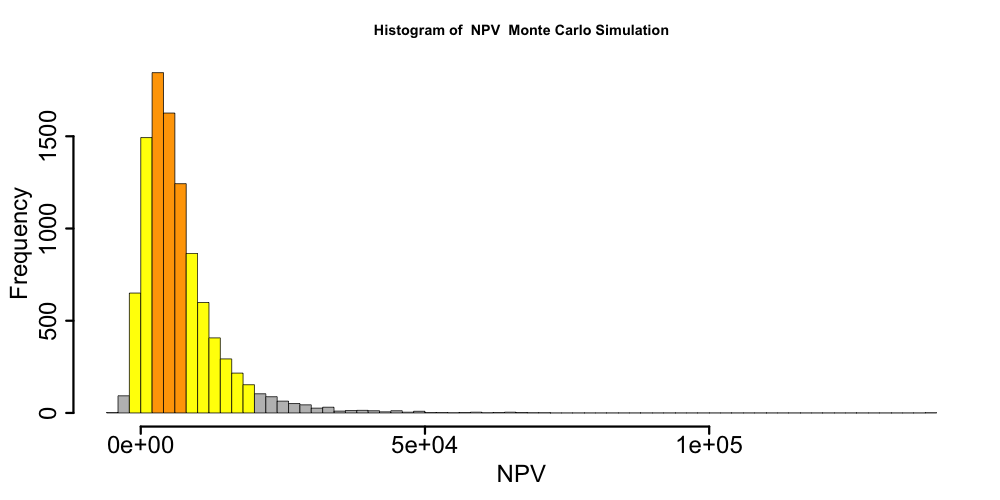 Histogram of  NPV  Monte Carlo Simulation
Frequency
1500
1000
500
0
0e+00 5e+04 1e+05
NPV